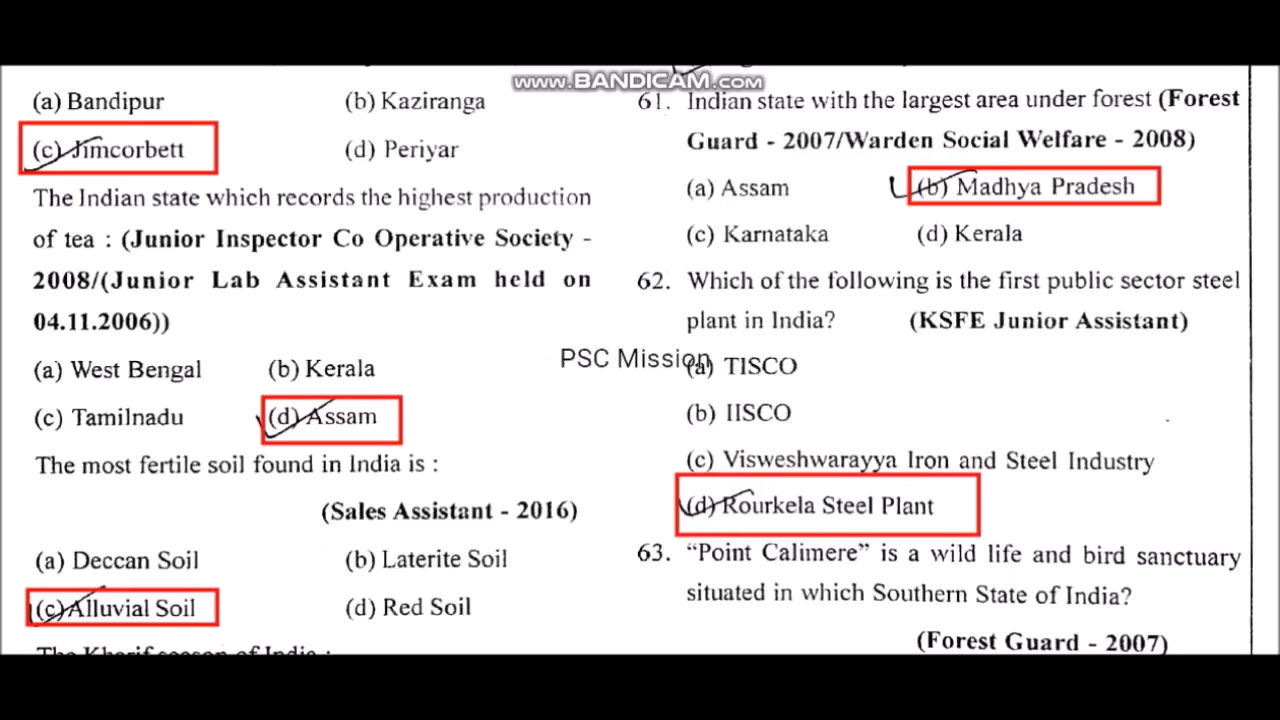 www.BANDICAM.com
(a) Bandipur (b) Kaziranga
(c) Jimcorbett (d) Periyar
The Indian state which records the highest production
of tea : (Junior Inspector Co Operative Society -
2008/(Junior Lab Assistant Exam held on
04.11.2006))
(a) West Bengal (b) Kerala
(c) Tamilnadu (d) Assam
The most fertile soil found in India is :
(Sales Assistant - 2016)
(a) Deccan Soil (b) Laterite Soil
(c) Alluvial Soil (d) Red Soil
The Kharif season of India :
61. Indian state with the largest area under forest (Forest
Guard - 2007/Warden Social Welfare - 2008)
(a) Assam (b) Madhya Pradesh
(c) Karnataka (d) Kerala
62. Which of the following is the first public sector steel
plant in India? (KSFE Junior Assistant)
PSC Mission
(a) TISCO
(b) IISCO
(c) Visweshwarayya Iron and Steel Industry
(d) Rourkela Steel Plant
63. “Point Calimere” is a wild life and bird sanctuary
situated in which Southern State of India?
(Forest Guard - 2007)